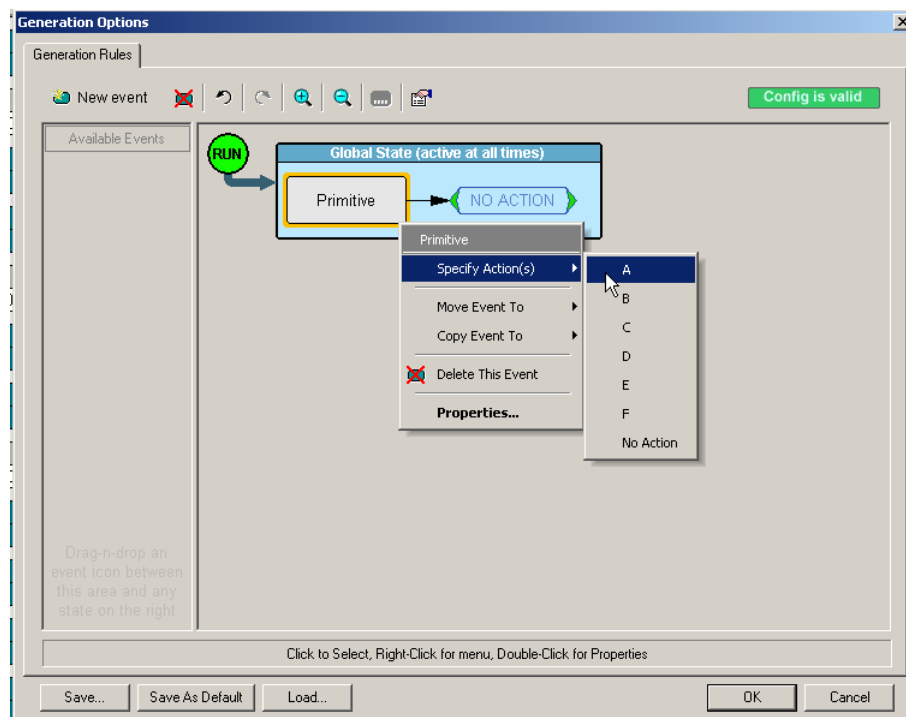 Generation Options
Generation Rules
New event
Config is valid
Available Events
RUN
Global State (active at all times)
Primitive
NO ACTION
Primitive
Specify Action(s)
A
B
Move Event To
C
Copy Event To
D
Delete This Event
E
Properties...
F
No Action
Drag-n-drop an
event icon between
this area and any
state on the right
Click to Select, Right-Click for menu, Double-Click for Properties
Save...
Save As Default
Load...
OK
Cancel